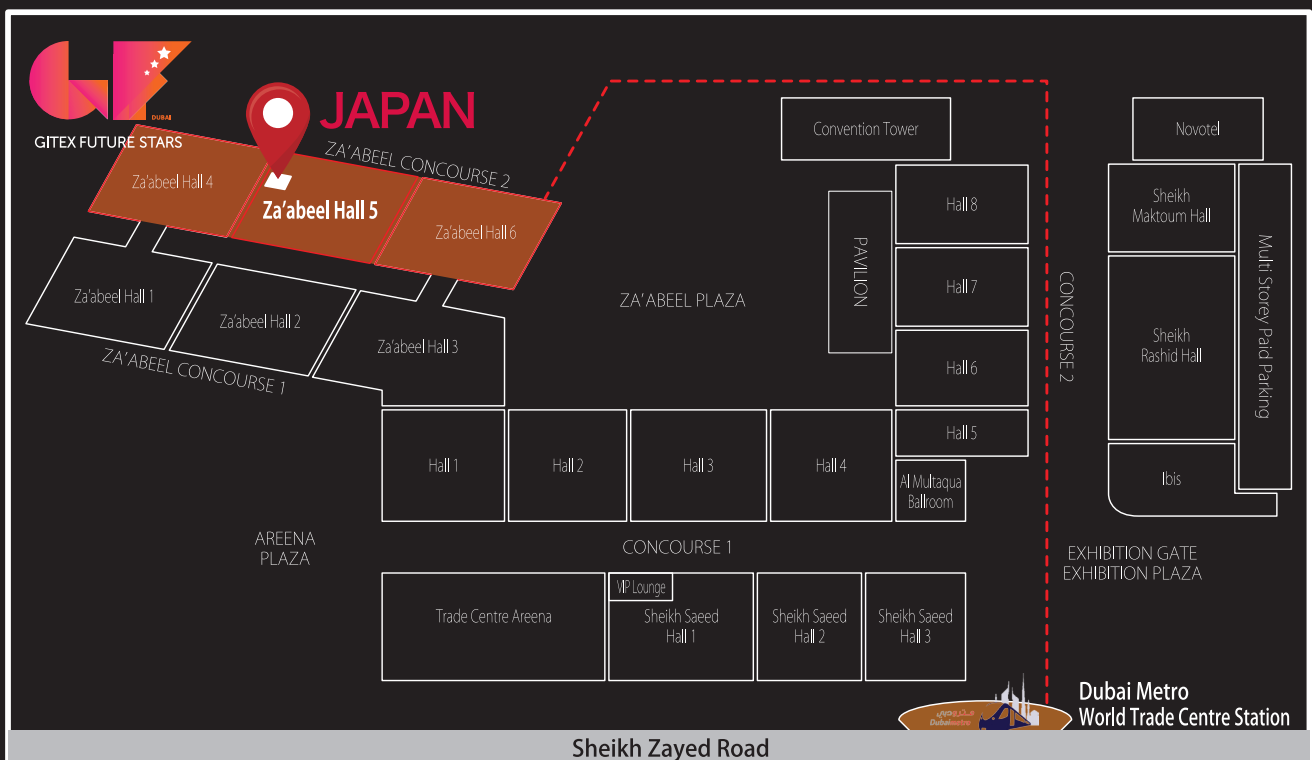 JAPAN
DUBAI
GITEX FUTURE STARS
ZA'ABEEL CONCOURSE 2
Za'abeel Hall 4
Za'abeel Hall 5
Za'abeel Hall 6
Za'abeel Hall 1
Za'abeel Hall 2
Za'abeel Hall 3
ZA'ABEEL CONCOURSE 1
Convention Tower
Novotel
Hall 8
Sheikh
Maktoum Hall
PAVILION
ZA'ABEEL PLAZA
Hall 7
CONCOURSE 2
Multi Storey Paid Parking
Sheikh
Rashid Hall
Hall 6
Hall 5
Hall 1
Hall 2
Hall 3
Hall 4
Al Multaqua
Ballroom
Ibis
AREENA
PLAZA
CONCOURSE 1
EXHIBITION GATE
EXHIBITION PLAZA
VIP Lounge
Trade Centre Areena
Sheikh Saeed
Hall 1
Sheikh Saeed
Hall 2
Sheikh Saeed
Hall 3
Dubai Metro
World Trade Centre Station
Sheikh Zayed Road